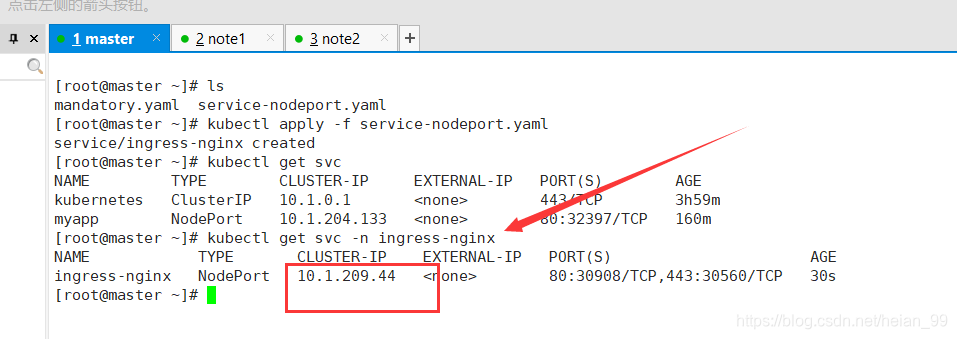 点击左侧的箭头按钮。
1 master 2 note1 3 note2
[root@master ~]# ls
mandatory.yaml service-nodeport.yaml
[root@master ~]# kubectl apply -f service-nodeport.yaml
service/ingress-nginx created
[root@master ~]# kubectl get svc
NAME TYPE CLUSTER-IP EXTERNAL-IP PORT(S) AGE
kubernetes ClusterIP 10.1.0.1 <none> 443/TCP 3h59m
myapp NodePort 10.1.204.133 <none> 80:32397/TCP 160m
[root@master ~]# kubectl get svc -n ingress-nginx
NAME TYPE CLUSTER-IP EXTERNAL-IP PORT(S) AGE
ingress-nginx NodePort 10.1.209.44 <none> 80:30908/TCP,443:30560/TCP 30s
[root@master ~]#
https://blog.csdn.net/heian_99